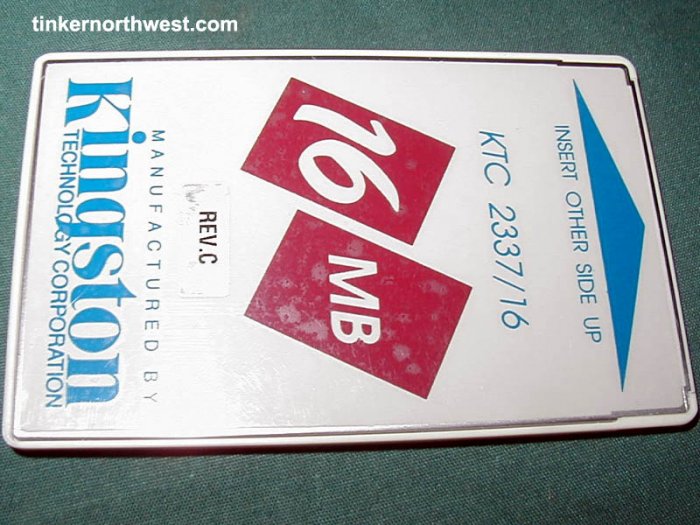 tinkernorthwest.com
INSERT OTHER SIDE UP
KTC 2337/16
16
MB
REV.C
MANUFACTURED BY
Kingston
TECHNOLOGY CORPORATION